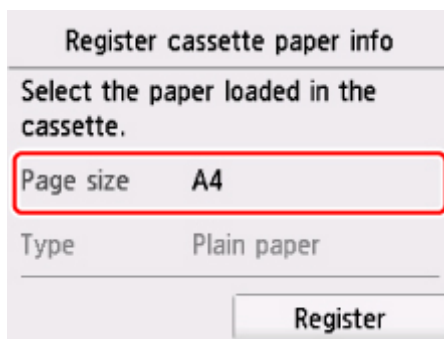 Register cassette paper info
Select the paper loaded in the
cassette.
Page size A4
Type Plain paper
Register